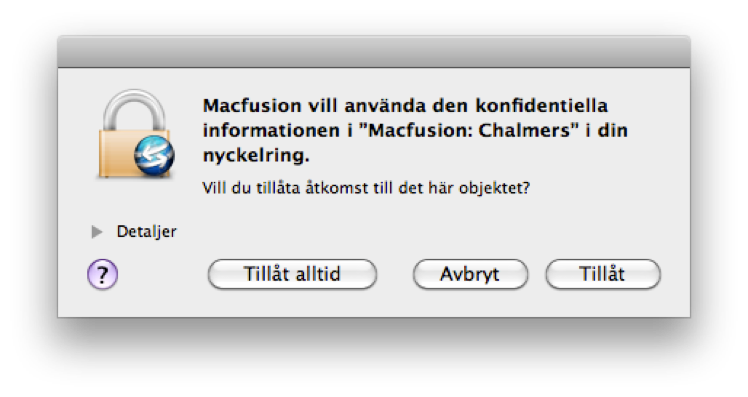 Macfusion vill använda den konfidentiella
informationen i ”Macfusion: Chalmers” i din
nyckelring.
Vill du tillåta åtkomst till det här objektet?
Detaljer
?
Tillåt alltid
Avbryt
Tillåt